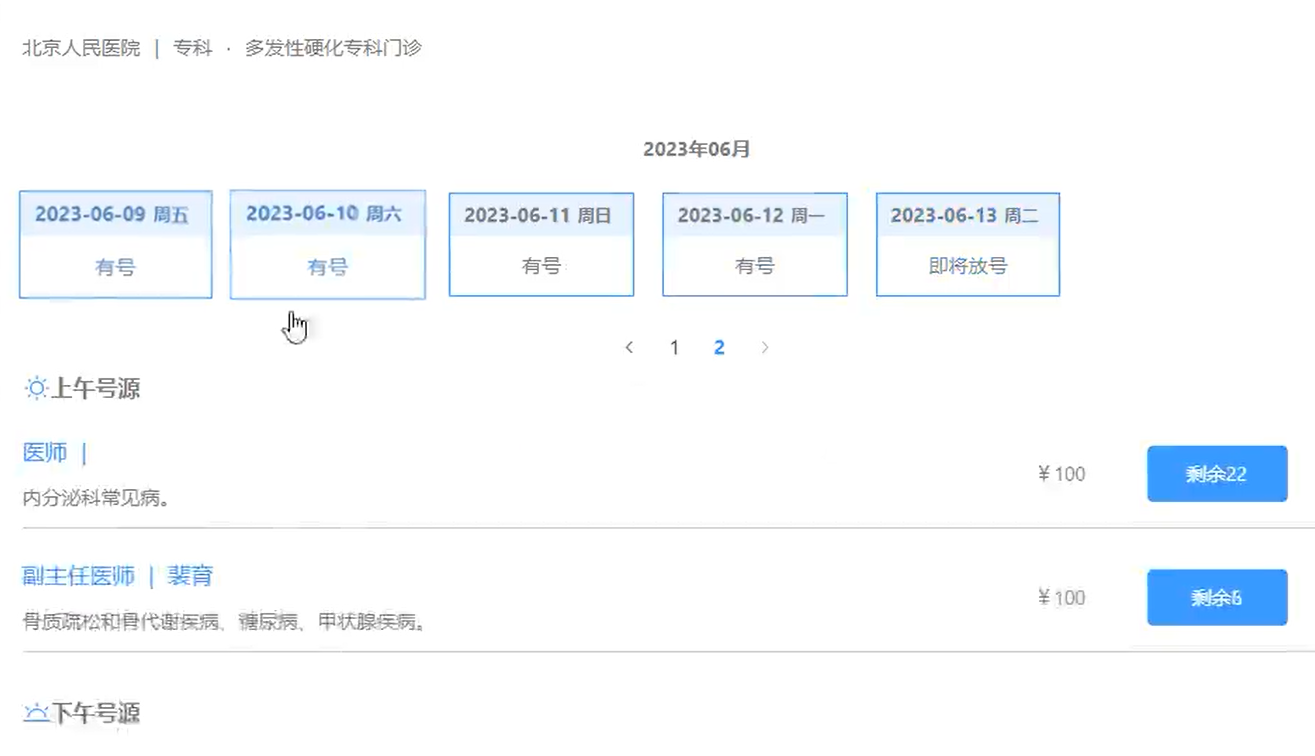 北京人民医院 | 专科 · 多发性硬化专科门诊
2023年06月
2023-06-09 周五 2023-06-10 周六 2023-06-11 周日 2023-06-12 周一 2023-06-13 周二
有号 有号 有号 有号 即将放号
< 1 2 >
上午号源
医师 |
内分泌科常见病。
¥100 剩余22
副主任医师 | 裴育
骨质疏松和骨代谢疾病、糖尿病、甲状腺疾病。
¥100 剩余
下午号源